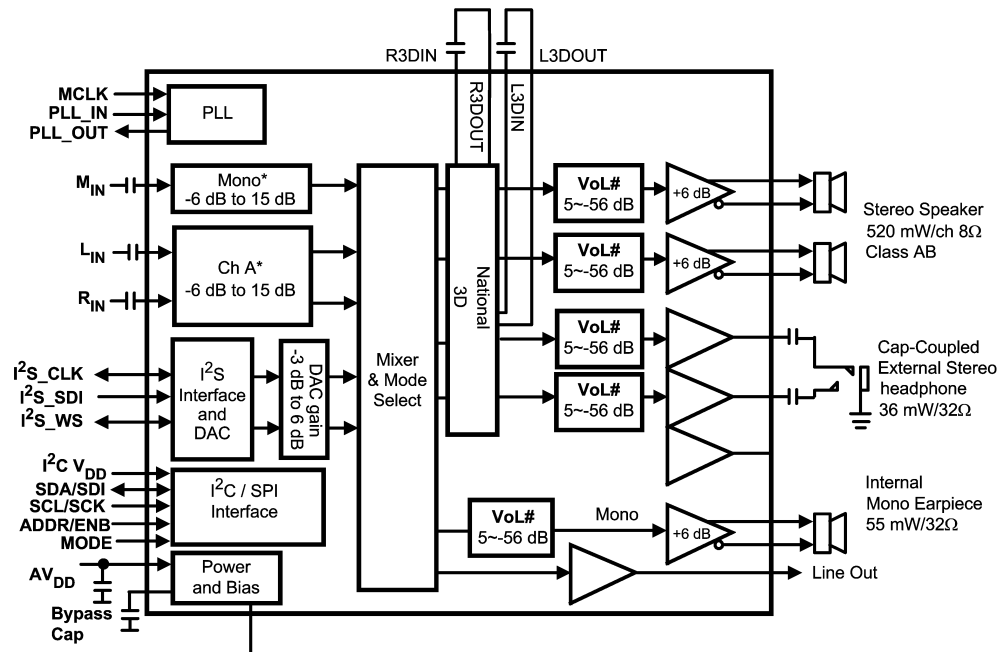 R3DIN
L3DOUT
R3DOUT
L3DIN
MCLK
PLL_IN
PLL_OUT
PLL
M_IN
Mono*
-6 dB to 15 dB
L_IN
R_IN
Ch A*
-6 dB to 15 dB
I²S_CLK
I²S_SDI
I²S_WS
I²S
Interface
and
DAC
DAC gain
-3 dB to 6 dB
I²C V_DD
SDA/SDI
SCL/SCK
ADDR/ENB
MODE
I²C / SPI
Interface
AV_DD
Bypass
Cap
Power
and Bias
Mixer
& Mode
Select
National
3D
VoL#
5~-56 dB
+6 dB
VoL#
5~-56 dB
+6 dB
Stereo Speaker
520 mW/ch 8Ω
Class AB
VoL#
5~-56 dB
VoL#
5~-56 dB
Cap-Coupled
External Stereo
headphone
36 mW/32Ω
VoL#
5~-56 dB
Mono
+6 dB
Internal
Mono Earpiece
55 mW/32Ω
Line Out